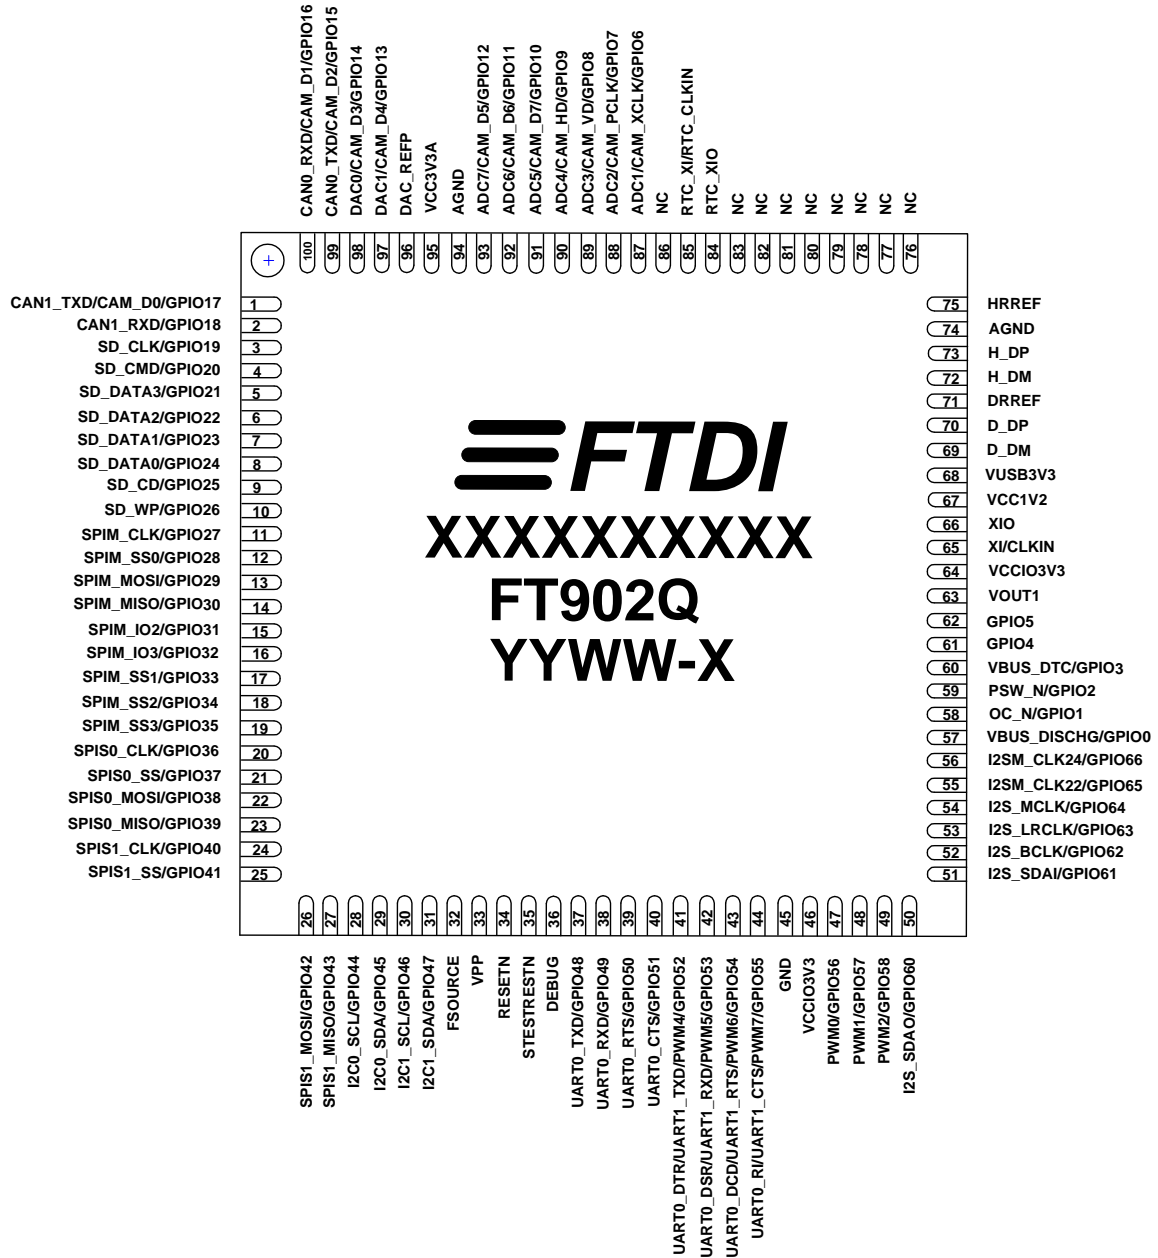 CAN0_RXD/CAM_D1/GPIO16
CAN0_TXD/CAM_D2/GPIO15
DAC0/CAM_D3/GPIO14
DAC1/CAM_D4/GPIO13
DAC_REFP
VCC3V3A
AGND
ADC7/CAM_D5/GPIO12
ADC6/CAM_D6/GPIO11
ADC5/CAM_D7/GPIO10
ADC4/CAM_HD/GPIO9
ADC3/CAM_VD/GPIO8
ADC2/CAM_PCLK/GPIO7
ADC1/CAM_XCLK/GPIO6
NC
RTC_XI/RTC_CLKIN
RTC_XIO
NC
NC
NC
NC
NC
NC
NC
NC
100
99
98
97
96
95
94
93
92
91
90
89
88
87
86
85
84
83
82
81
80
79
78
77
76
CAN1_TXD/CAM_D0/GPIO17 1
CAN1_RXD/GPIO18 2
SD_CLK/GPIO19 3
SD_CMD/GPIO20 4
SD_DATA3/GPIO21 5
SD_DATA2/GPIO22 6
SD_DATA1/GPIO23 7
SD_DATA0/GPIO24 8
SD_CD/GPIO25 9
SD_WP/GPIO26 10
SPIM_CLK/GPIO27 11
SPIM_SS0/GPIO28 12
SPIM_MOSI/GPIO29 13
SPIM_MISO/GPIO30 14
SPIM_IO2/GPIO31 15
SPIM_IO3/GPIO32 16
SPIM_SS1/GPIO33 17
SPIM_SS2/GPIO34 18
SPIM_SS3/GPIO35 19
SPIS0_CLK/GPIO36 20
SPIS0_SS/GPIO37 21
SPIS0_MOSI/GPIO38 22
SPIS0_MISO/GPIO39 23
SPIS1_CLK/GPIO40 24
SPIS1_SS/GPIO41 25
FTDI
XXXXXXXXXX
FT902Q
YYWW-X
75 HRREF
74 AGND
73 H_DP
72 H_DM
71 DRREF
70 D_DP
69 D_DM
68 VUSB3V3
67 VCC1V2
66 XIO
65 XI/CLKIN
64 VCCIO3V3
63 VOUT1
62 GPIO5
61 GPIO4
60 VBUS_DTC/GPIO3
59 PSW_N/GPIO2
58 OC_N/GPIO1
57 VBUS_DISCHG/GPIO0
56 I2SM_CLK24/GPIO66
55 I2SM_CLK22/GPIO65
54 I2S_MCLK/GPIO64
53 I2S_LRCLK/GPIO63
52 I2S_BCLK/GPIO62
51 I2S_SDAI/GPIO61
26
27
28
29
30
31
32
33
34
35
36
37
38
39
40
41
42
43
44
45
46
47
48
49
50
SPIS1_MOSI/GPIO42
SPIS1_MISO/GPIO43
I2C0_SCL/GPIO44
I2C0_SDA/GPIO45
I2C1_SCL/GPIO46
I2C1_SDA/GPIO47
FSOURCE
VPP
RESETN
STESTRESTN
DEBUG
UART0_TXD/GPIO48
UART0_RXD/GPIO49
UART0_RTS/GPIO50
UART0_CTS/GPIO51
UART0_DTR/UART1_TXD/PWM4/GPIO52
UART0_DSR/UART1_RXD/PWM5/GPIO53
UART0_DCD/UART1_RTS/PWM6/GPIO54
UART0_RI/UART1_CTS/PWM7/GPIO55
GND
VCCIO3V3
PWM0/GPIO56
PWM1/GPIO57
PWM2/GPIO58
I2S_SDAO/GPIO60